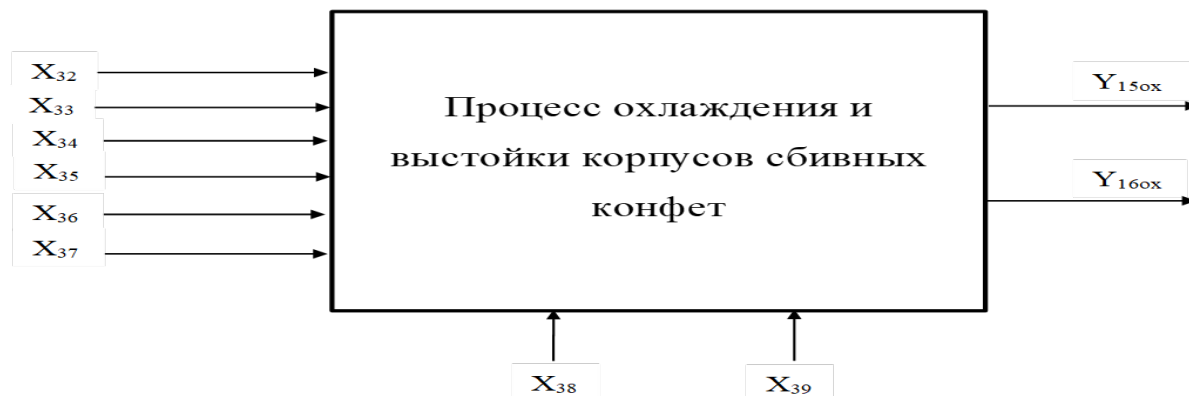 X32
X33
X34
X35
X36
X37
Процесс охлаждения и
выстойки корпусов сбивных
конфет
Y15ох
Y16ох
X38
X39